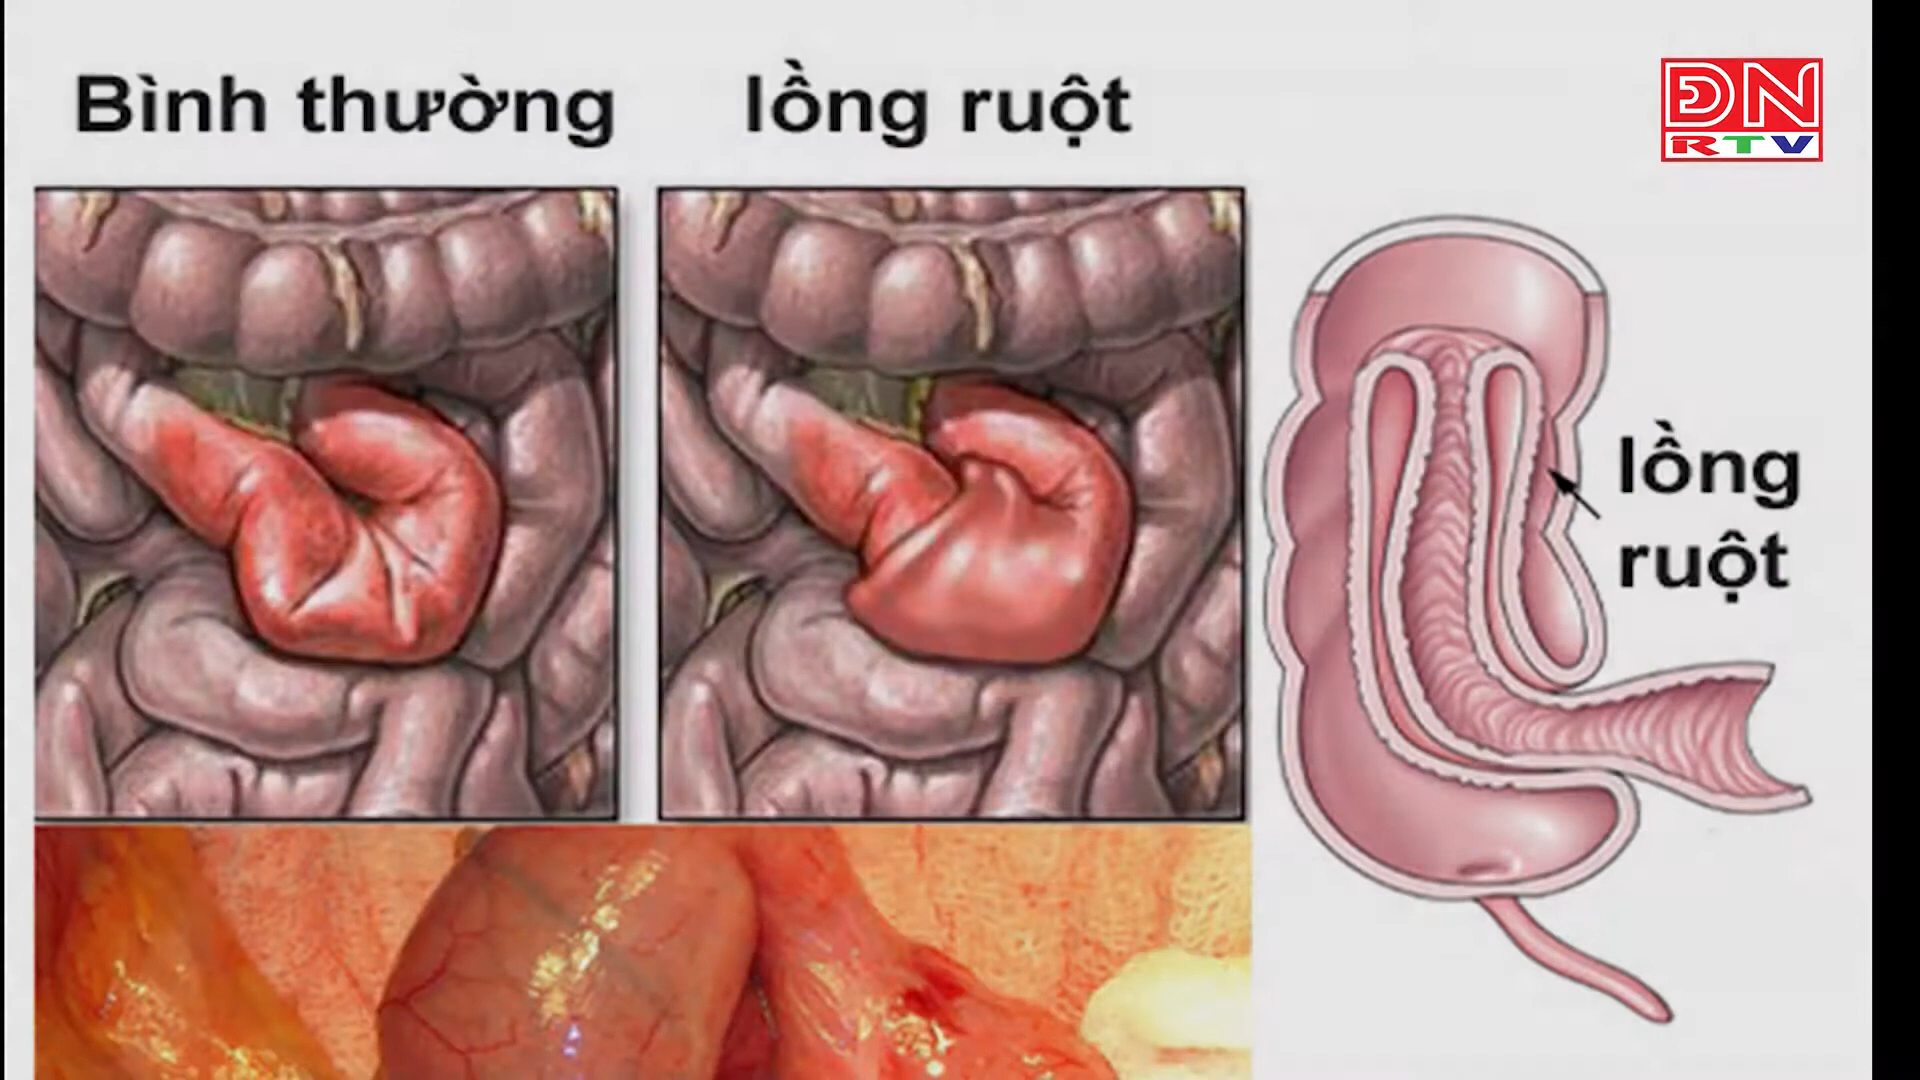 Bình thường
lồng ruột
ĐN
RTV
lồng
ruột